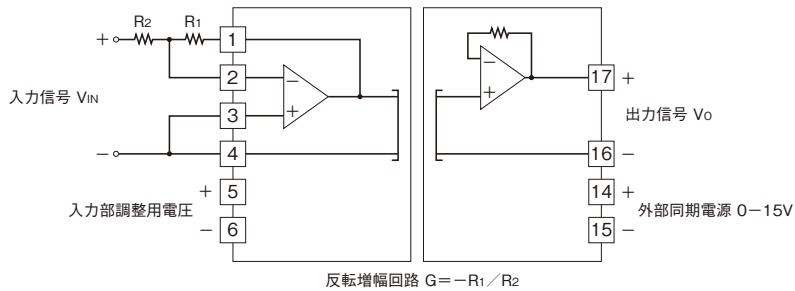 R2 R1
+ 1
2 −
入力信号 VIN
3 +
− 4
+ 5
入力部調整用電圧
− 6
−
+ 17 +
出力信号 VO
16 −
14 +
外部同期電源 0−15V
15 −
反転増幅回路 G=−R1/R2